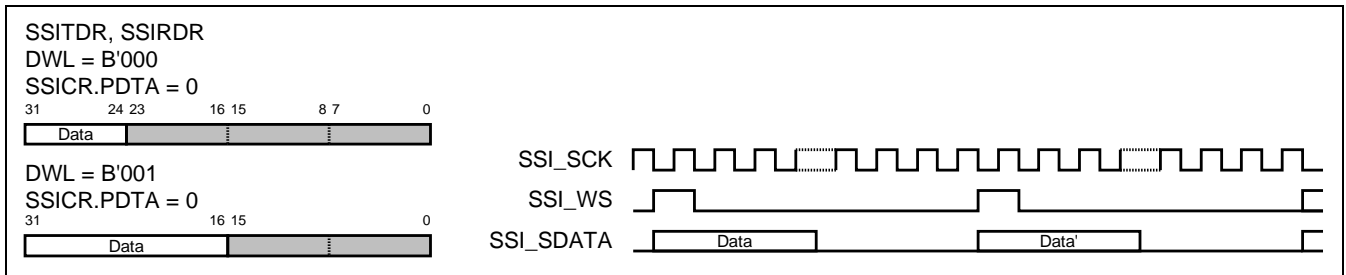 SSITDR, SSIRDR
DWL = B'000
SSICR.PDTA = 0
31 24 23 16 15 8 7 0
Data
DWL = B'001
SSICR.PDTA = 0
31 16 15 0
Data
SSI_SCK
SSI_WS
SSI_SDATA Data Data'